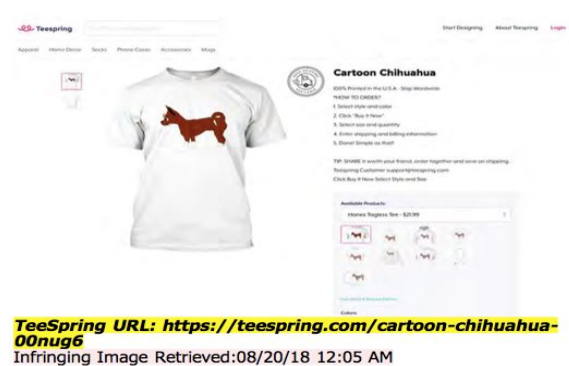 Teespring
Start Designing About Teespring Login
Apparel Home Decor Socks Phone Cases Accessories Mugs
Cartoon Chihuahua
100% Printed in the U.S.A - Ship Worldwide
*HOW TO ORDER?
1. Select style and color
2. Click "Buy it Now"
3. Select size and quantity
4. Enter shipping and billing information
5. Done! Simple as that!
TIP: SHARE it with your friend, order together and save on shipping.
Teespring Customer support@teespring.com
Click Buy It Now Select Style and Size
Available Products:
Hanes Tagless Tee - $21.99
Colors
TeeSpring URL: https://teespring.com/cartoon-chihuahua-
00nug6
Infringing Image Retrieved:08/20/18 12:05 AM